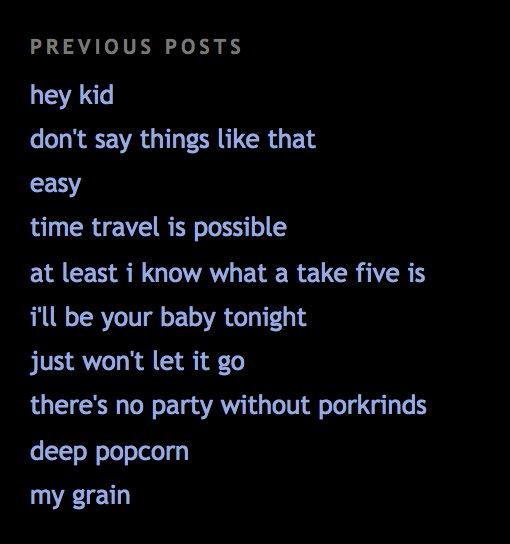 PREVIOUS POSTS
hey kid
don't say things like that
easy
time travel is possible
at least i know what a take five is
i'll be your baby tonight
just won't let it go
there's no party without porkrinds
deep popcorn
my grain